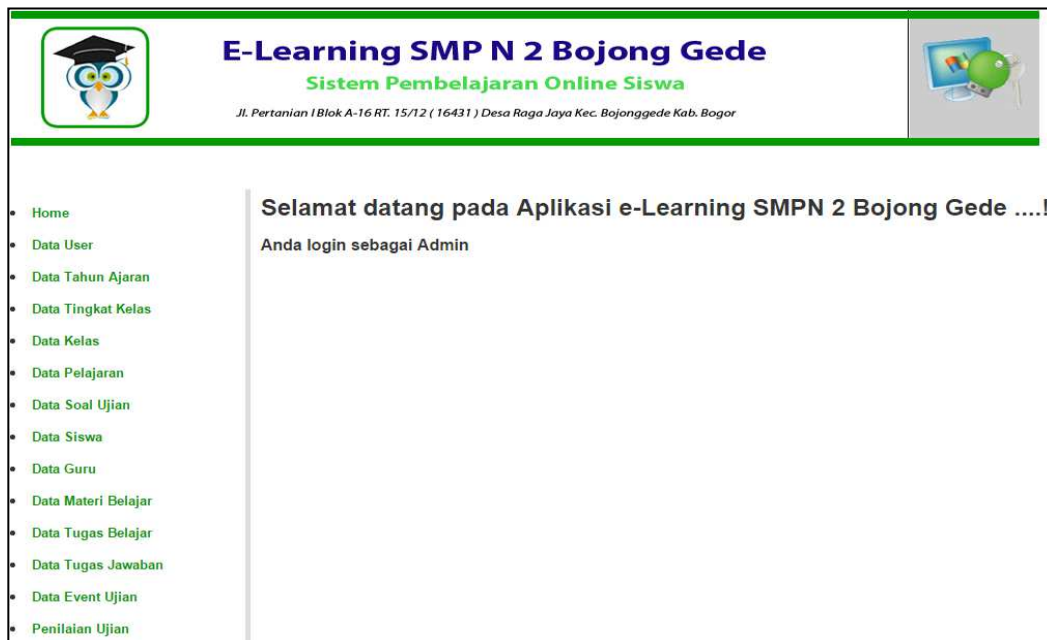 E-Learning SMP N 2 Bojong Gede
Sistem Pembelajaran Online Siswa
Jl. Pertanian I Blok A-16 RT. 15/12 ( 16431 ) Desa Raga Jaya Kec. Bojonggede Kab. Bogor
Home
Data User
Data Tahun Ajaran
Data Tingkat Kelas
Data Kelas
Data Pelajaran
Data Soal Ujian
Data Siswa
Data Guru
Data Materi Belajar
Data Tugas Belajar
Data Tugas Jawaban
Data Event Ujian
Penilaian Ujian
Selamat datang pada Aplikasi e-Learning SMPN 2 Bojong Gede ....!
Anda login sebagai Admin